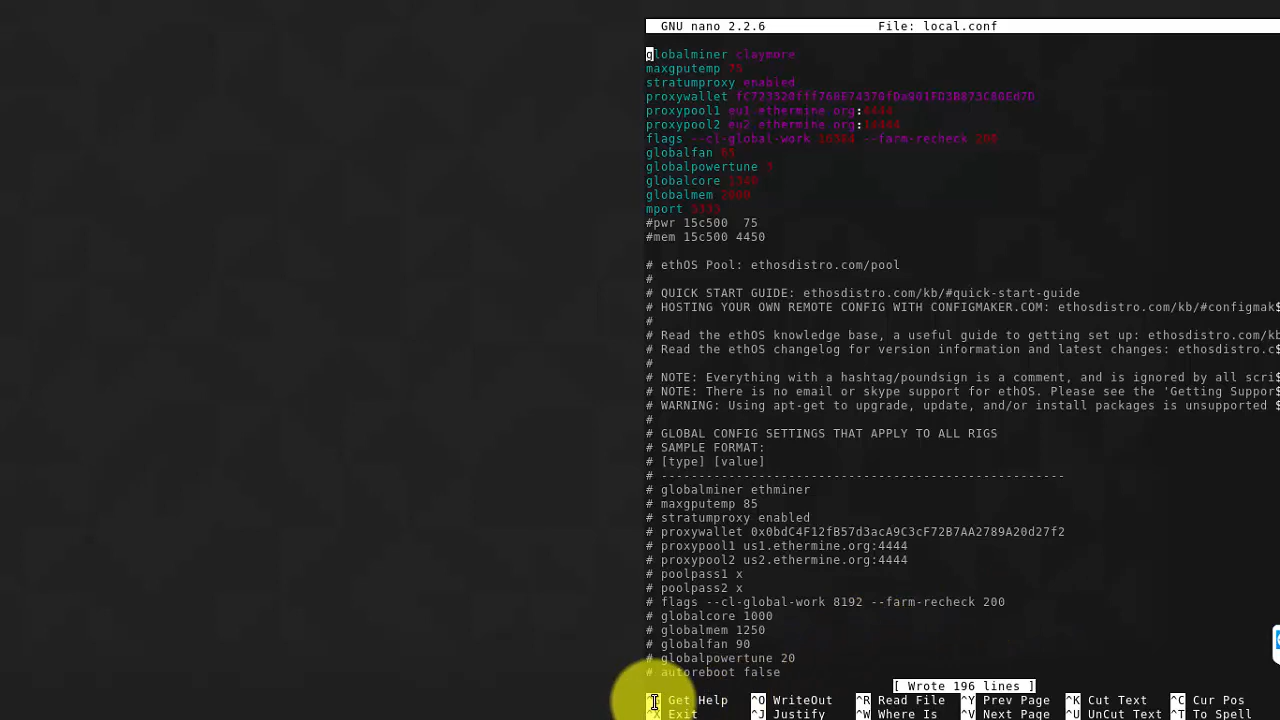 GNU nano 2.2.6 File: local.conf
globalminer claymore
maxgputemp 75
stratumproxy enabled
proxywallet
proxypool1 eu1.ethermine.org:4444
proxypool2 eu2.ethermine.org:14444
flags --cl-global-work 16384 --farm-recheck 200
globalfan 65
globalpowertune 3
globalcore 1340
globalmem 2000
mport 3333
#pwr 15c500 75
#mem 15c500 4450
# ethOS Pool: ethosdistro.com/pool
#
# QUICK START GUIDE: ethosdistro.com/kb/#quick-start-guide
# HOSTING YOUR OWN REMOTE CONFIG WITH CONFIGMAKER.COM: ethosdistro.com/kb/#configmak$
#
# Read the ethOS knowledge base, a useful guide to getting set up: ethosdistro.com/kb
# Read the ethOS changelog for version information and latest changes: ethosdistro.c$
#
# NOTE: Everything with a hashtag/poundsign is a comment, and is ignored by all scri$
# NOTE: There is no email or skype support for ethOS. Please see the 'Getting Suppor$
# WARNING: Using apt-get to upgrade, update, and/or install packages is unsupported $
#
# GLOBAL CONFIG SETTINGS THAT APPLY TO ALL RIGS
# SAMPLE FORMAT:
# [type] [value]
# ------------------------------------------------------
# globalminer ethminer
# maxgputemp 85
# stratumproxy enabled
# proxywallet 0x0bdC4F12fB57d3acA9C3cF72B7AA2789A20d27f2
# proxypool1 us1.ethermine.org:4444
# proxypool2 us2.ethermine.org:4444
# poolpass1 x
# poolpass2 x
# flags --cl-global-work 8192 --farm-recheck 200
# globalcore 1000
# globalmem 1250
# globalfan 90
# globalpowertune 20
# autoreboot false
[ Wrote 196 lines ]
Get Help ^O WriteOut ^R Read File ^Y Prev Page ^K Cut Text ^C Cur Pos
^X Exit ^J Justify ^W Where Is ^V Next Page ^U UnCut Text ^T To Spell